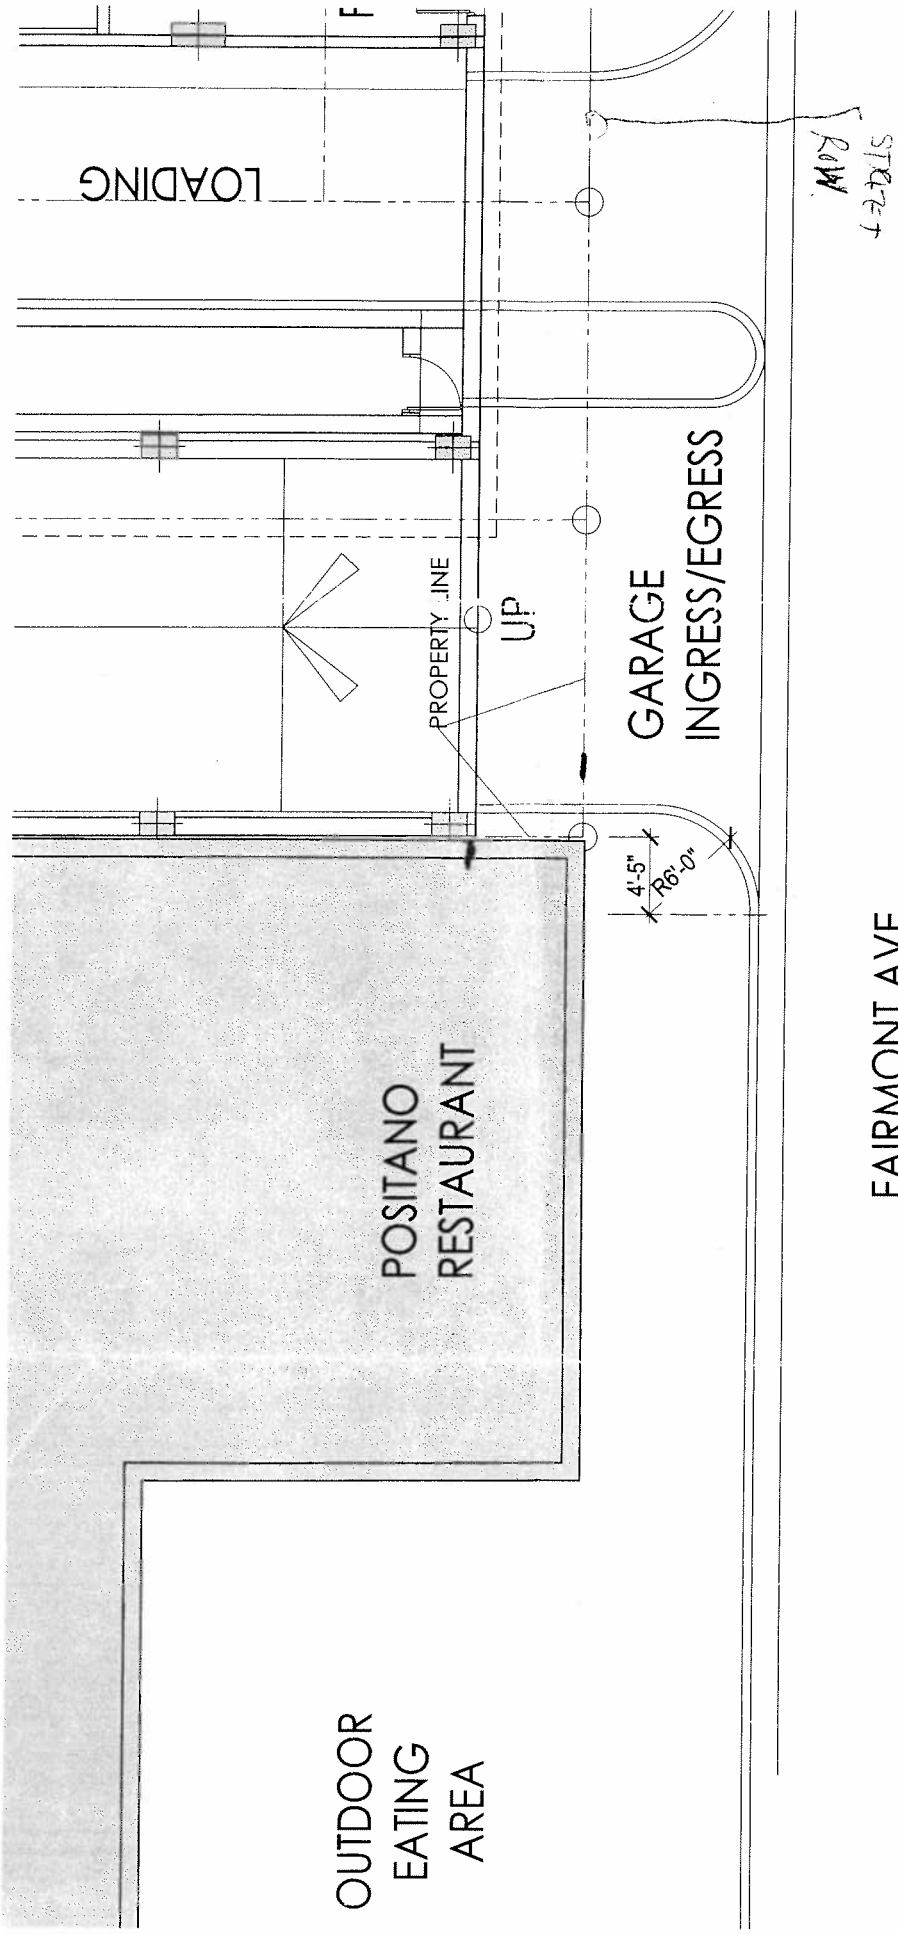 F
LOADING
STREET
ROW
PROPERTY LINE
UP
GARAGE
INGRESS/EGRESS
4'-5"
R6'-0"
POSITANO
RESTAURANT
OUTDOOR
EATING
AREA
FAIRMONT AVE